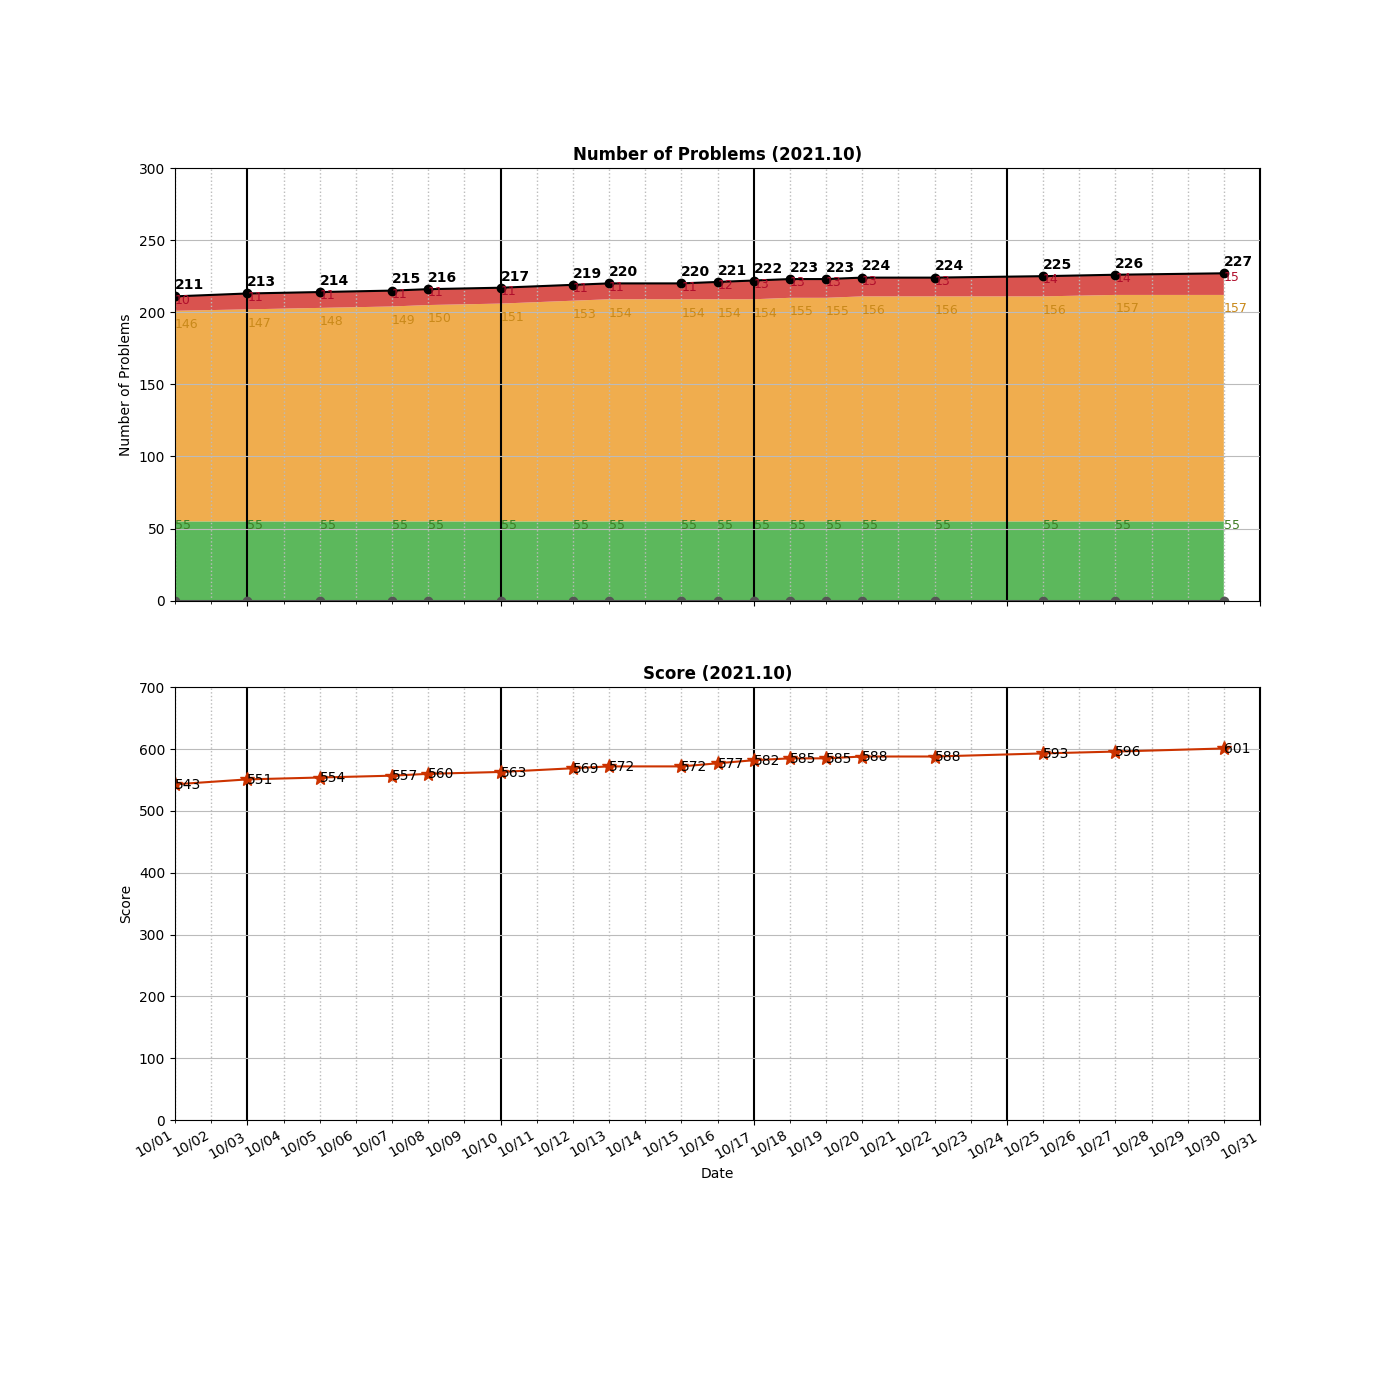 Number of Problems (2021.10)
300
250
200
150
100
50
0
Number of Problems
211 213 214 215 216 217 219 220 220 221 222 223 223 224 224 225 226 227
10 11 11 11 11 11 11 11 11 12 13 13 13 13 13 14 14 15
146 147 148 149 150 151 153 154 154 154 154 155 155 156 156 156 157 157
55 55 55 55 55 55 55 55 55 55 55 55 55 55 55 55 55 55
Score (2021.10)
700
600
500
400
300
200
100
0
Score
543 551 554 557 560 563 569 572 572 577 582 585 585 588 588 593 596 601
10/01 10/02 10/03 10/04 10/05 10/06 10/07 10/08 10/09 10/10 10/11 10/12 10/13 10/14 10/15 10/16 10/17 10/18 10/19 10/20 10/21 10/22 10/23 10/24 10/25 10/26 10/27 10/28 10/29 10/30 10/31
Date